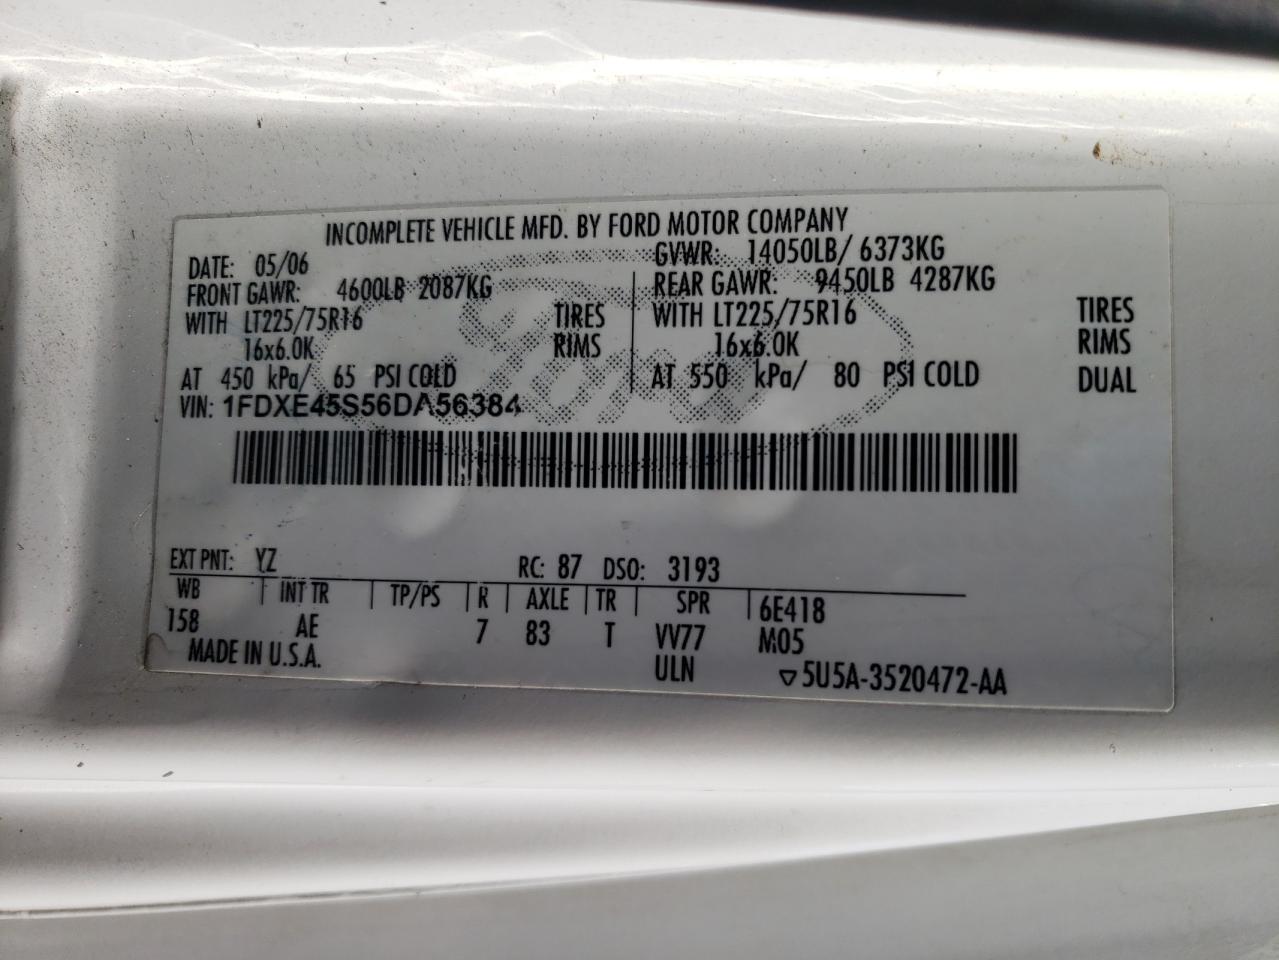 INCOMPLETE VEHICLE MFD. BY FORD MOTOR COMPANY
DATE: 05/06 GVWR: 14050LB/ 6373KG
FRONT GAWR: 4600LB 2087KG REAR GAWR: 9450LB 4287KG
WITH LT225/75R16 TIRES WITH LT225/75R16 TIRES
16x6.0K RIMS 16x6.0K RIMS
AT 450 kPa/ 65 PSI COLD AT 550 kPa/ 80 PSI COLD DUAL
VIN: 1FDXE45S56DA56384
Ford
EXT PNT: YZ RC: 87 DSO: 3193
WB INT TR TP/PS R AXLE TR SPR 6E418
158 AE 7 83 T VV77 M05
MADE IN U.S.A. ULN ▽5U5A-3520472-AA